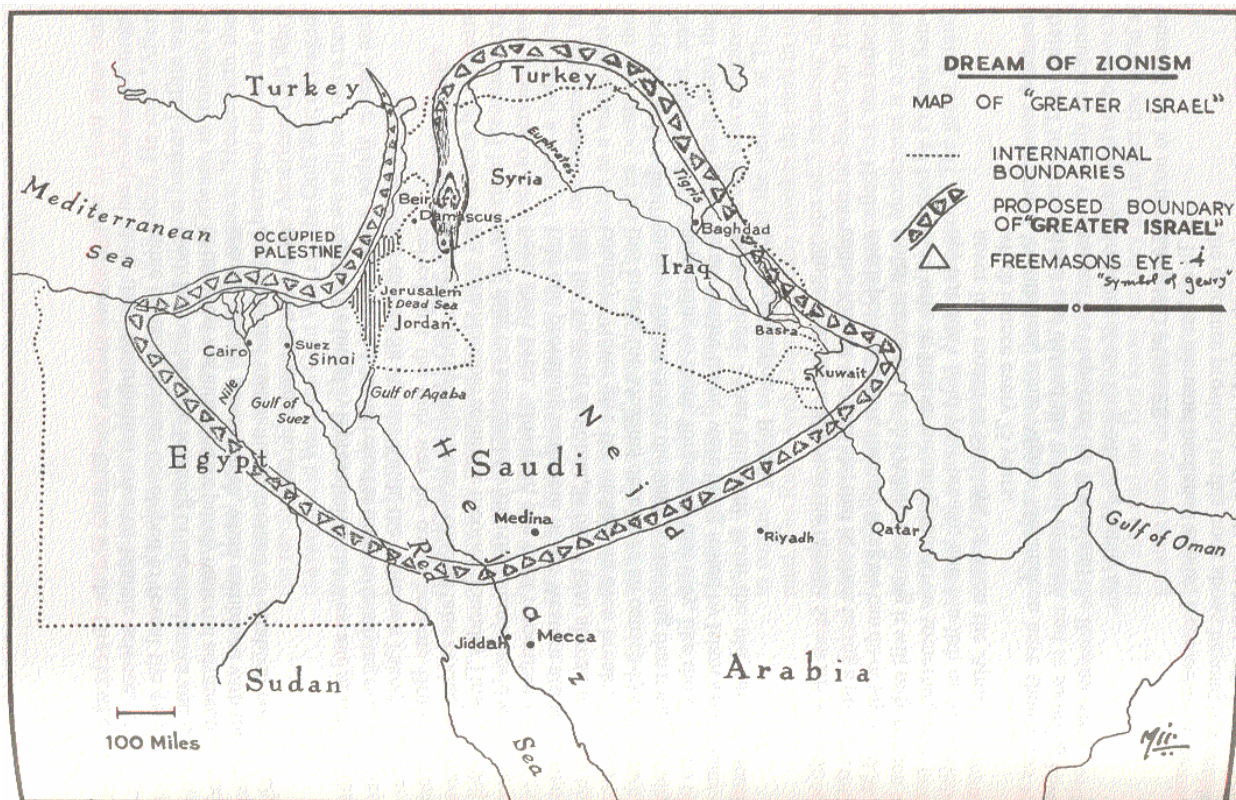 DREAM OF ZIONISM
MAP OF "GREATER ISRAEL"
INTERNATIONAL
BOUNDARIES
PROPOSED BOUNDARY
OF "GREATER ISRAEL"
FREEMASONS EYE
"Symbol of gewry"
Turkey
Turkey
Mediterranean
Sea
Euphrates
Tigris
Syria
Beirut
Damascus
Baghdad
OCCUPIED
PALESTINE
Iraq
Jerusalem
Dead Sea
Jordan
Basra
Cairo
Suez
Sinai
Kuwait
Nile
Gulf of
Suez
Gulf of Aqaba
Hejaz
Nejd
Egypt
Saudi
Medina
Riyadh
Qatar
Gulf of Oman
Red
Jiddah
Mecca
Sudan
Arabia
Sea
100 Miles